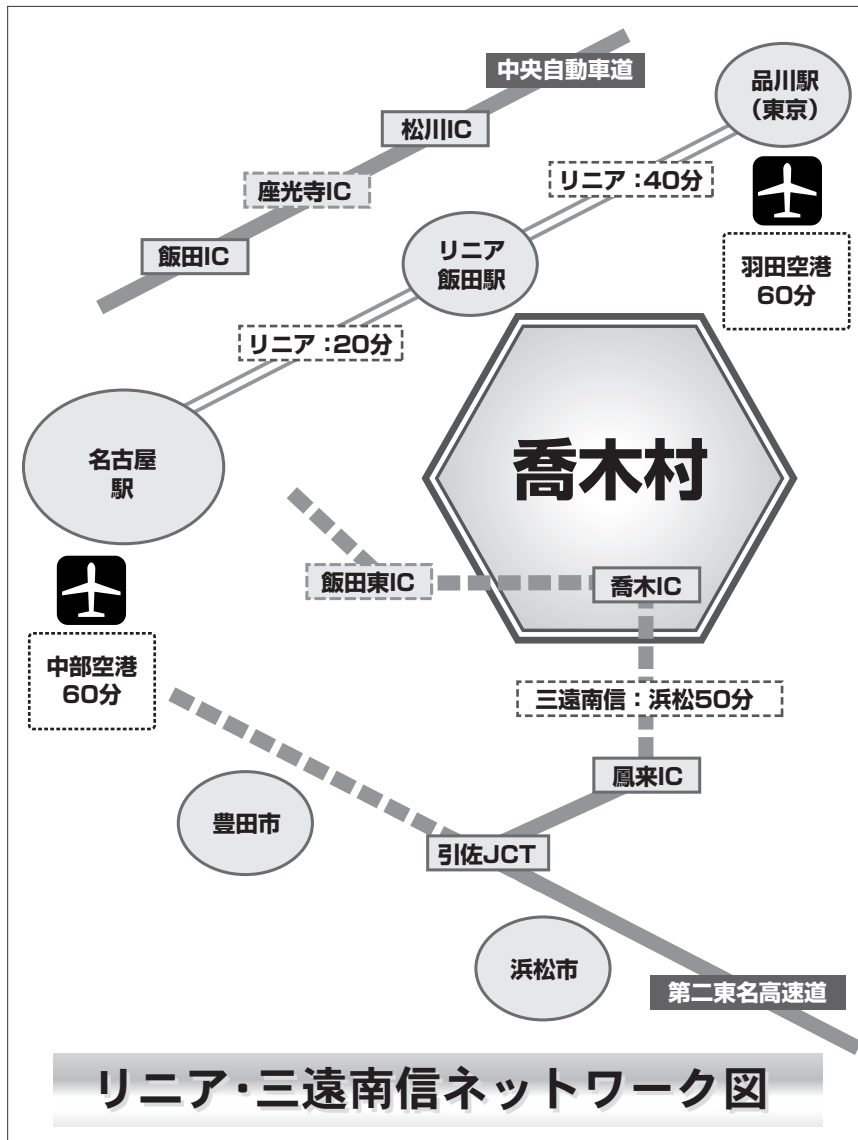 中央自動車道
品川駅
（東京）
松川IC
座光寺IC
リニア：40分
飯田IC
リニア
飯田駅
羽田空港
60分
リニア：20分
喬木村
名古屋
駅
飯田東IC
喬木IC
中部空港
60分
三遠南信：浜松50分
鳳来IC
豊田市
引佐JCT
浜松市
第二東名高速道
リニア・三遠南信ネットワーク図